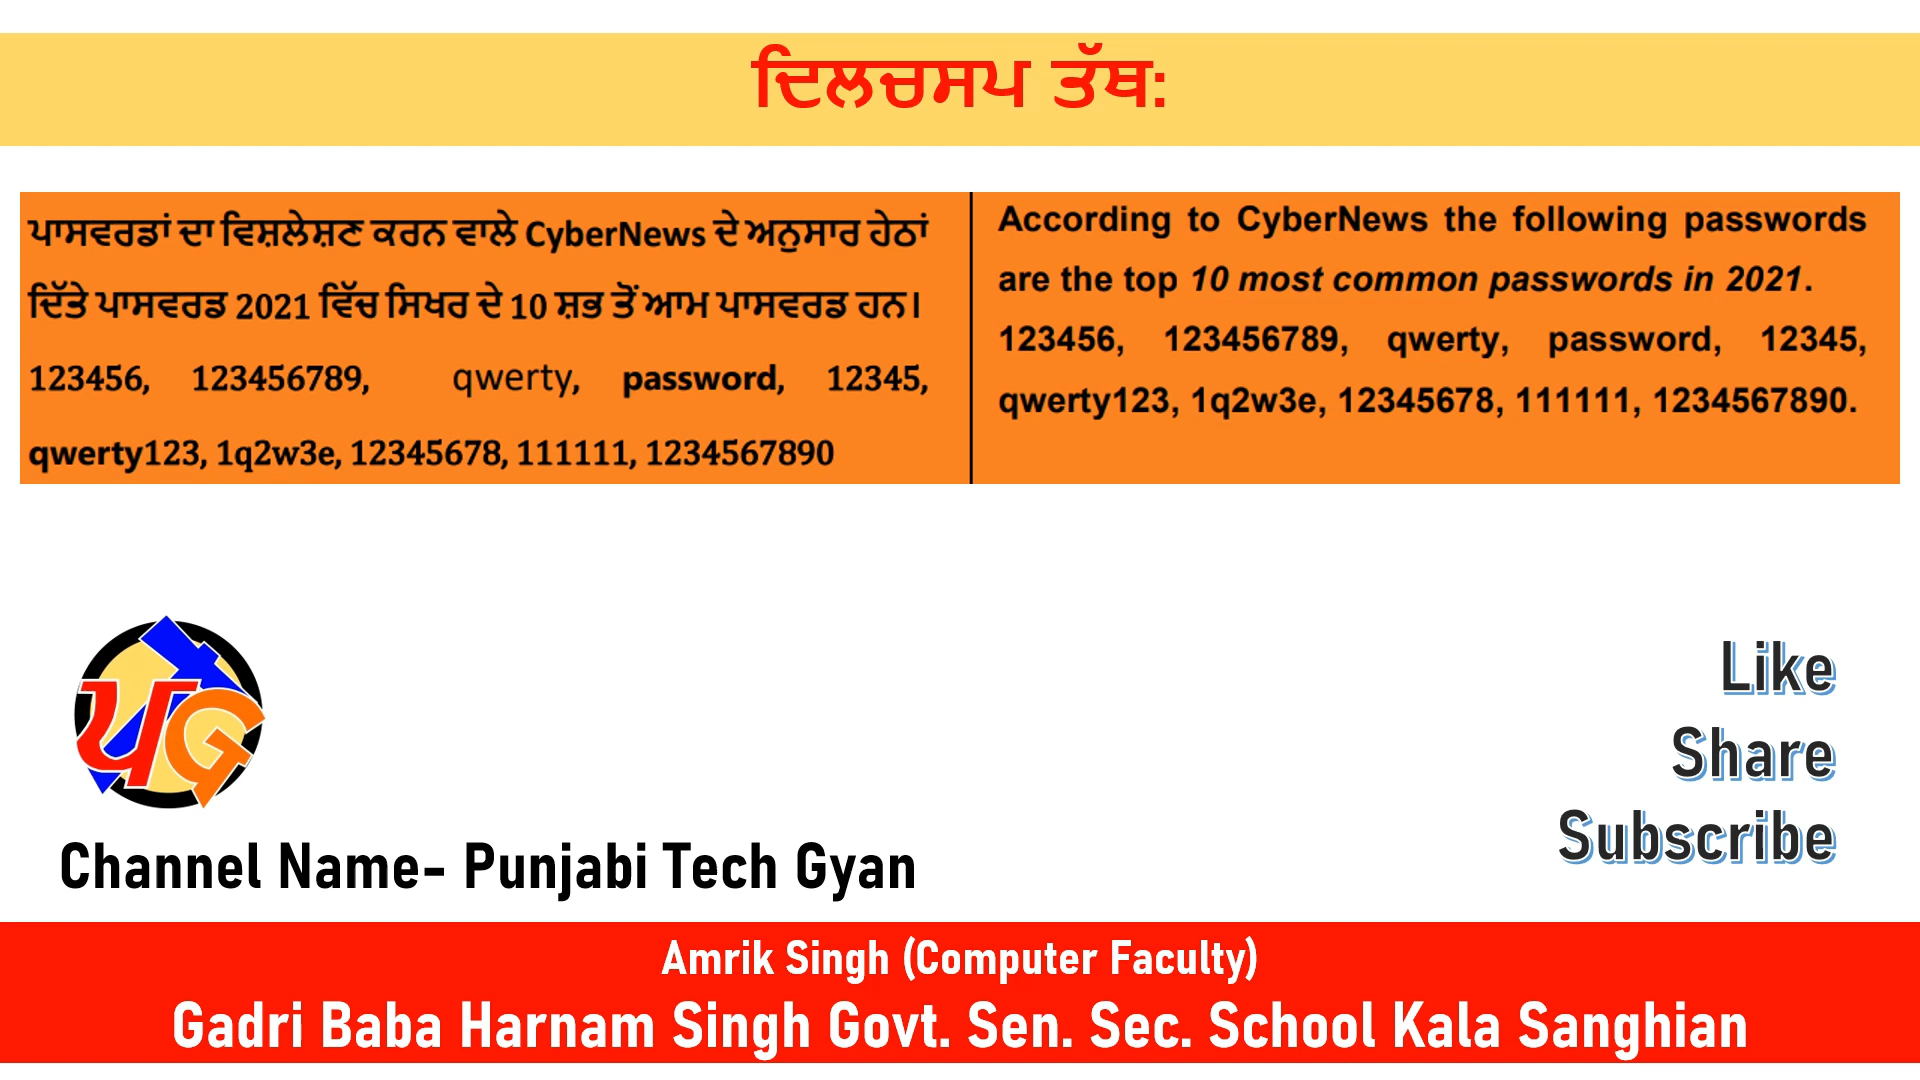 ਦਿਲਚਸਪ ਤੱਥ:
ਪਾਸਵਰਡਾਂ ਦਾ ਵਿਸ਼ਲੇਸ਼ਣ ਕਰਨ ਵਾਲੇ CyberNews ਦੇ ਅਨੁਸਾਰ ਹੇਠਾਂ
ਦਿੱਤੇ ਪਾਸਵਰਡ 2021 ਵਿੱਚ ਸਿਖਰ ਦੇ 10 ਸ਼ਭ ਤੋਂ ਆਮ ਪਾਸਵਰਡ ਹਨ।
123456, 123456789, qwerty, password, 12345,
qwerty123, 1q2w3e, 12345678, 111111, 1234567890
According to CyberNews the following passwords
are the top 10 most common passwords in 2021.
123456, 123456789, qwerty, password, 12345,
qwerty123, 1q2w3e, 12345678, 111111, 1234567890.
ਪ G
Like
Share
Subscribe
Channel Name- Punjabi Tech Gyan
Amrik Singh (Computer Faculty)
Gadri Baba Harnam Singh Govt. Sen. Sec. School Kala Sanghian